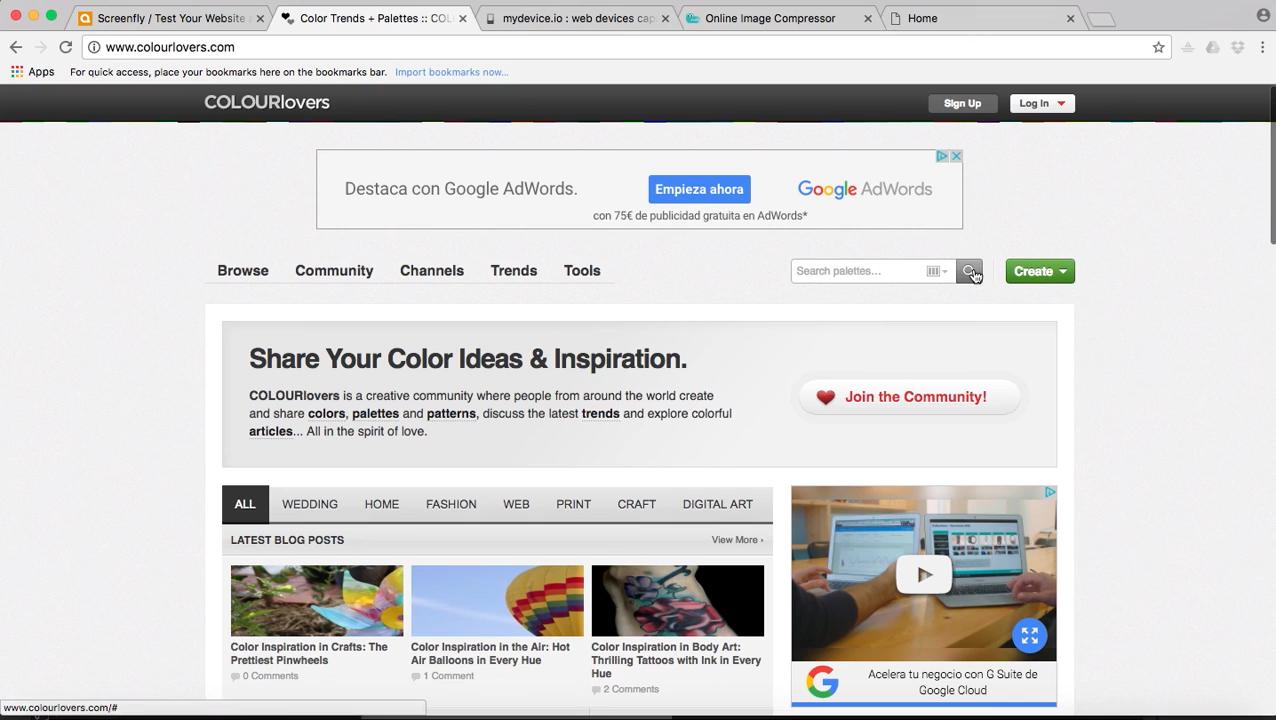 Screenfly / Test Your Website
Color Trends + Palettes :: COL
mydevice.io : web devices cap
Online Image Compressor
Home
www.colourlovers.com
Apps
For quick access, place your bookmarks here on the bookmarks bar.
Import bookmarks now...
COLOURlovers
Sign Up
Log In
Destaca con Google AdWords.
Empieza ahora
Google AdWords
con 75€ de publicidad gratuita en AdWords*
Browse
Community
Channels
Trends
Tools
Search palettes...
Create
Share Your Color Ideas & Inspiration.
COLOURlovers is a creative community where people from around the world create
and share colors, palettes and patterns, discuss the latest trends and explore colorful
articles... All in the spirit of love.
Join the Community!
ALL
WEDDING
HOME
FASHION
WEB
PRINT
CRAFT
DIGITAL ART
LATEST BLOG POSTS
View More ›
Color Inspiration in Crafts: The
Prettiest Pinwheels
0 Comments
Color Inspiration in the Air: Hot
Air Balloons in Every Hue
1 Comment
Color Inspiration in Body Art:
Thrilling Tattoos with Ink in Every
Hue
2 Comments
G
Acelera tu negocio con G Suite de
Google Cloud
www.colourlovers.com/#